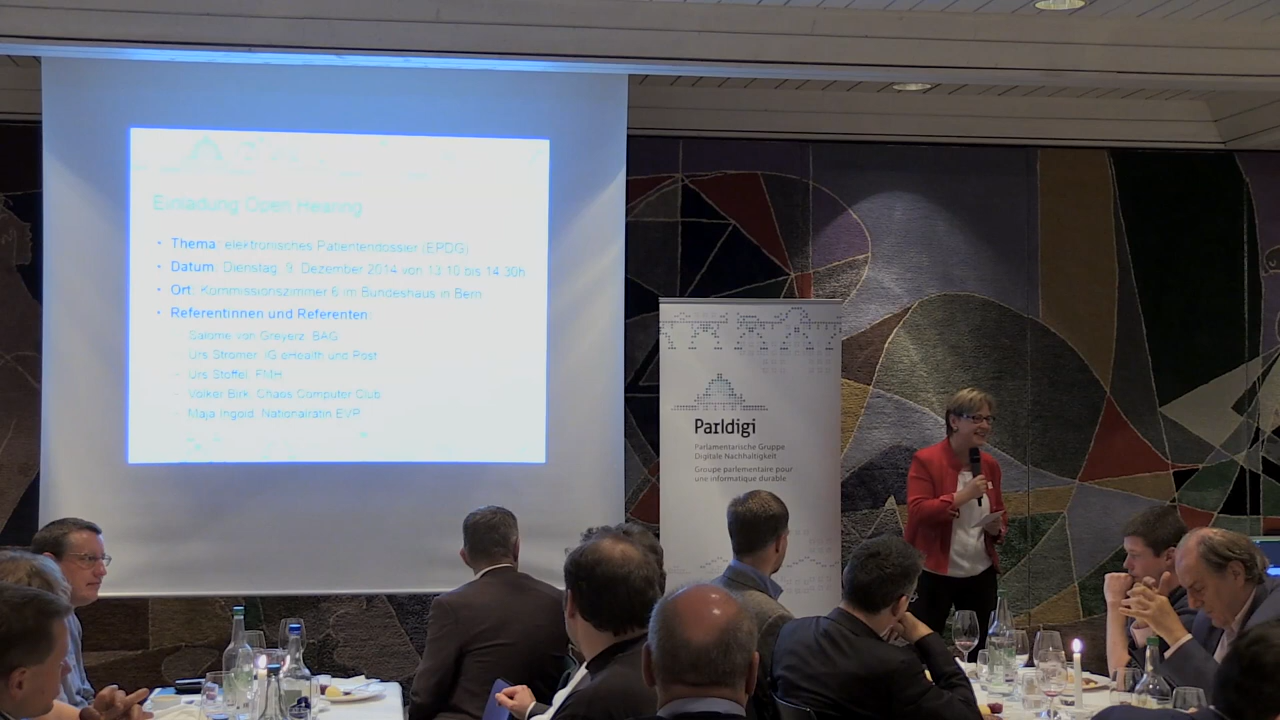 Einladung Open Hearing
• Thema: elektronisches Patientendossier (EPDG)
• Datum: Dienstag, 9. Dezember 2014 von 13:10 bis 14:30h
• Ort: Kommissionszimmer 6 im Bundeshaus in Bern
• Referentinnen und Referenten:
– Salome von Greyerz, BAG
– Urs Stromer, IG eHealth und Post
– Urs Stoffel, FMH
– Volker Birk, Chaos Computer Club
– Maja Ingold, Nationalrätin EVP
Parldigi
Parlamentarische Gruppe
Digitale Nachhaltigkeit
Groupe parlementaire pour
une informatique durable